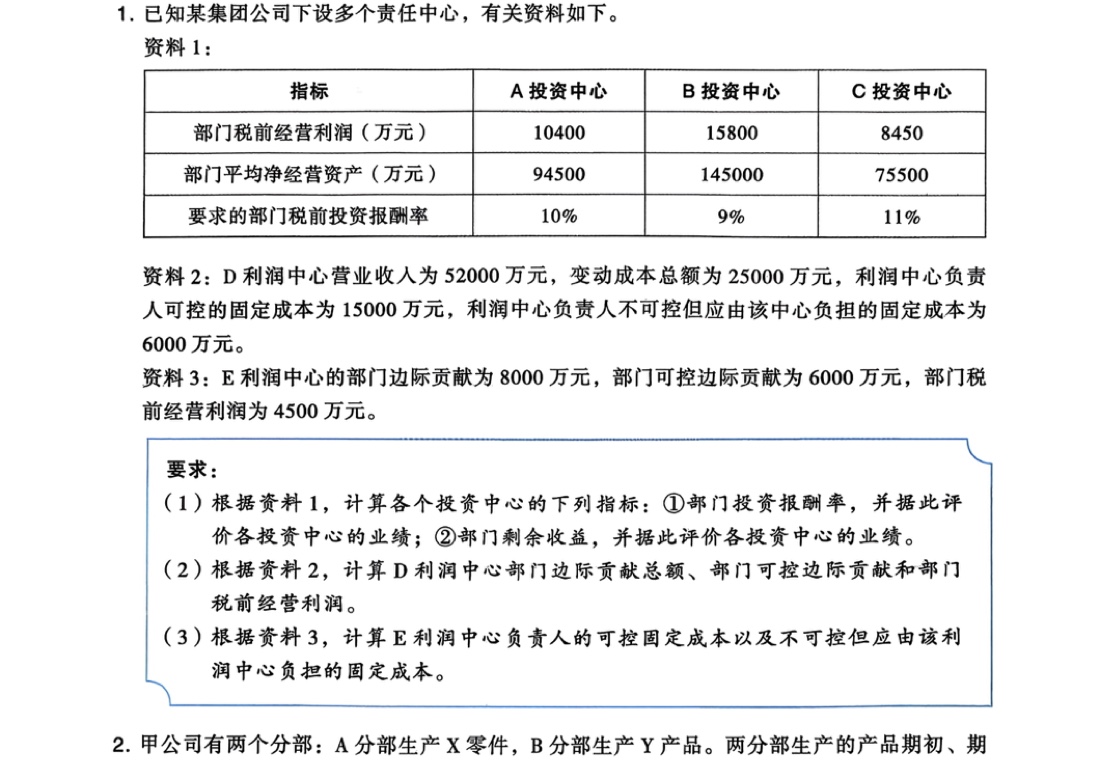 1. 已知某集团公司下设多个责任中心，有关资料如下。
资料 1：
指标 A 投资中心 B 投资中心 C 投资中心
部门税前经营利润（万元） 10400 15800 8450
部门平均净经营资产（万元） 94500 145000 75500
要求的部门税前投资报酬率 10% 9% 11%
资料 2：D 利润中心营业收入为 52000 万元，变动成本总额为 25000 万元，利润中心负责
人可控的固定成本为 15000 万元，利润中心负责人不可控但应由该中心负担的固定成本为
6000 万元。
资料 3：E 利润中心的部门边际贡献为 8000 万元，部门可控边际贡献为 6000 万元，部门税
前经营利润为 4500 万元。
要求：
（1）根据资料 1，计算各个投资中心的下列指标：①部门投资报酬率，并据此评
价各投资中心的业绩；②部门剩余收益，并据此评价各投资中心的业绩。
（2）根据资料 2，计算 D 利润中心部门边际贡献总额、部门可控边际贡献和部门
税前经营利润。
（3）根据资料 3，计算 E 利润中心负责人的可控固定成本以及不可控但应由该利
润中心负担的固定成本。
2. 甲公司有两个分部：A 分部生产 X 零件，B 分部生产 Y 产品。两分部生产的产品期初、期